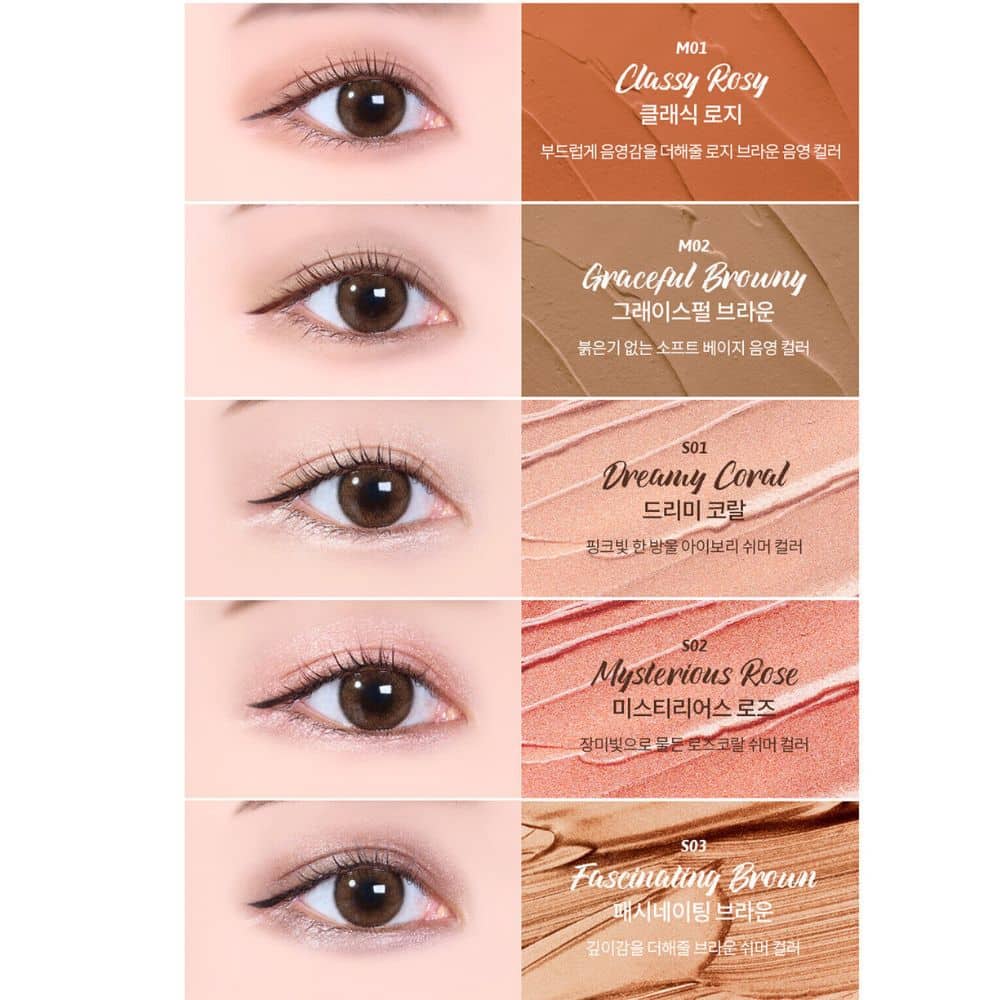 M01
Classy Rosy
클래식 로지
부드럽게 음영감을 더해줄 로지 브라운 음영 컬러
M02
Graceful Browny
그래이스펄 브라운
붉은기 없는 소프트 베이지 음영 컬러
S01
Dreamy Coral
드리미 코랄
핑크빛 한 방울 아이보리 쉬머 컬러
S02
Mysterious Rose
미스티리어스 로즈
장미빛으로 물든 로즈코랄 쉬머 컬러
S03
Fascinating Brown
패시네이팅 브라운
깊이감을 더해줄 브라운 쉬머 컬러